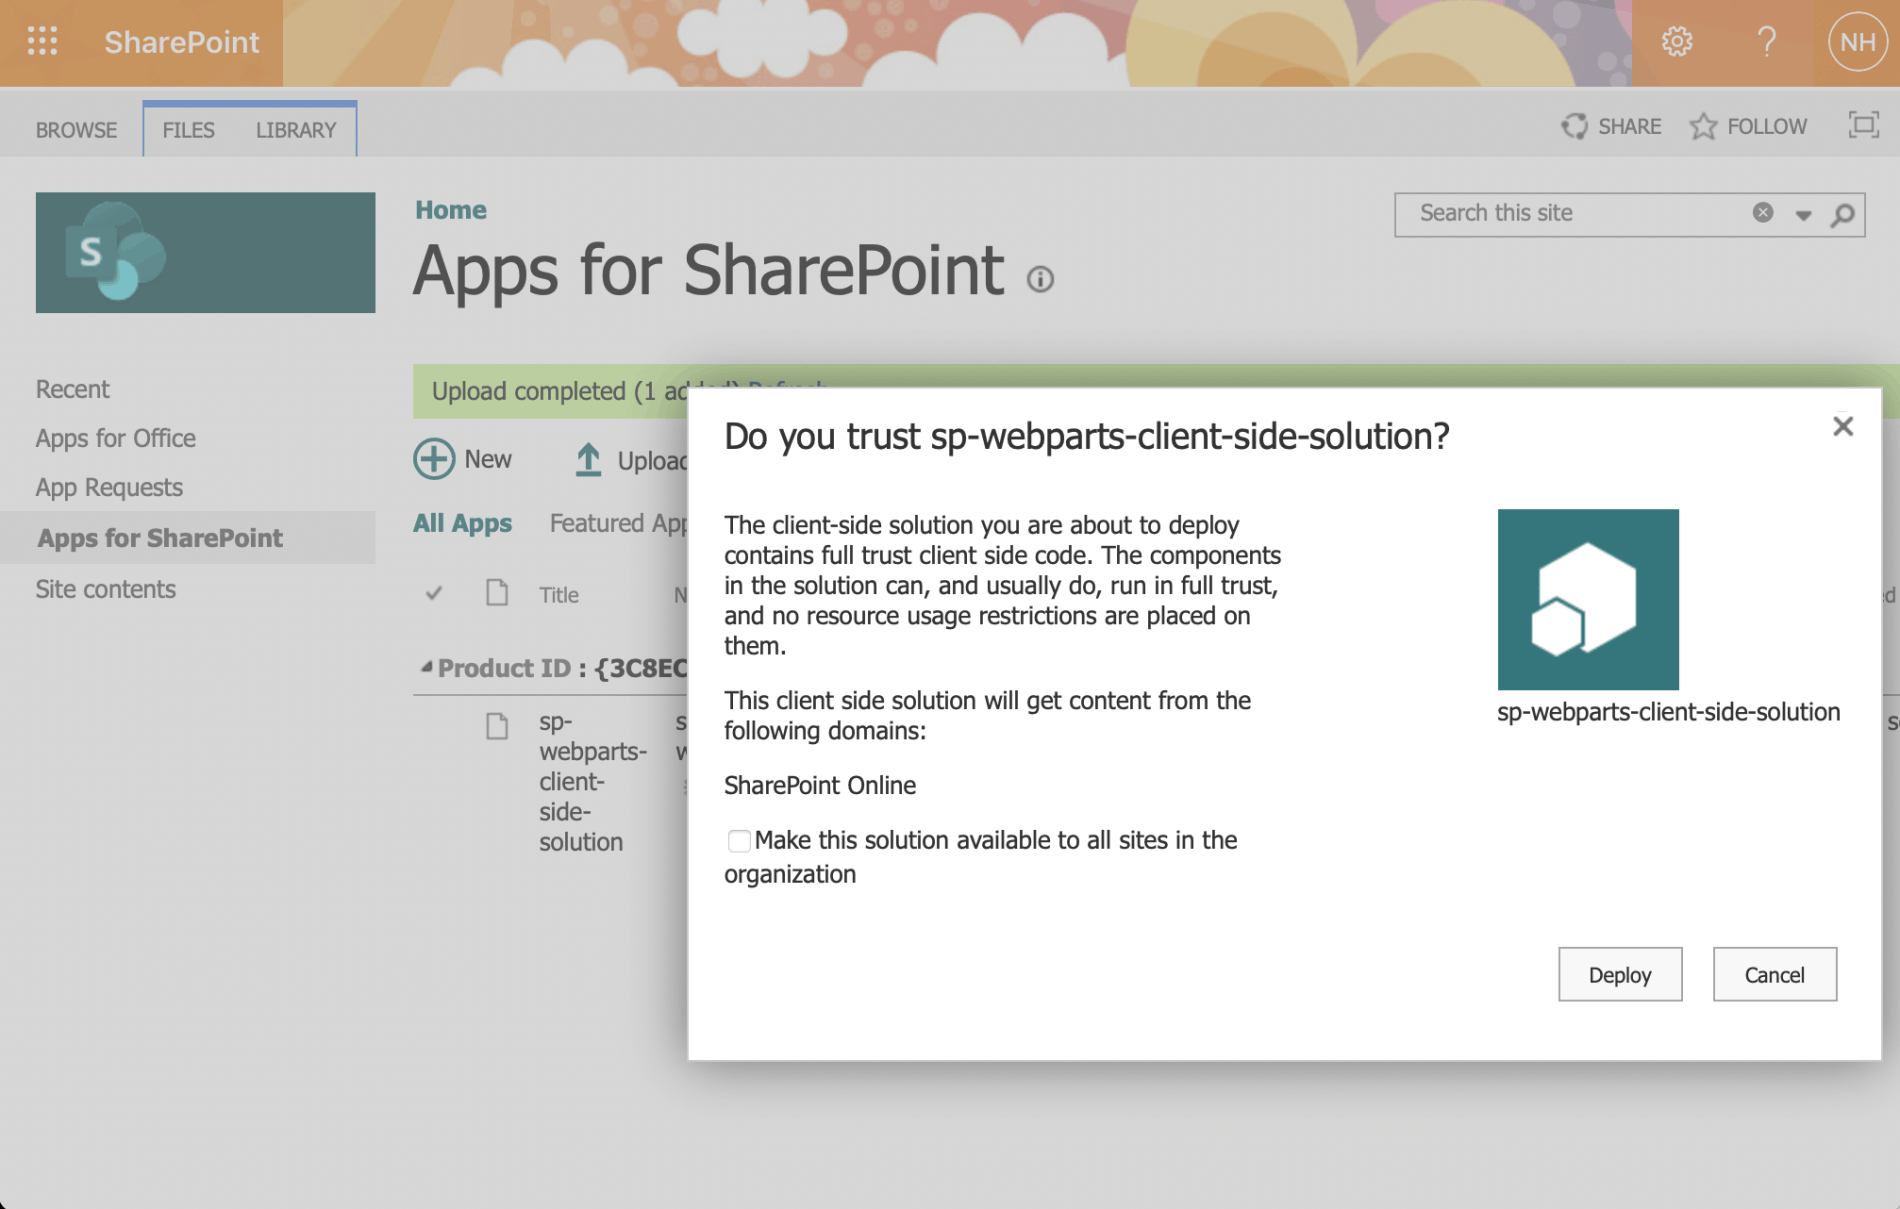 SharePoint
NH
BROWSE
FILES
LIBRARY
SHARE
FOLLOW
S
Home
Search this site
Apps for SharePoint
Recent
Apps for Office
App Requests
Apps for SharePoint
Site contents
Upload completed (1 added) Refresh
New
Upload
All Apps
Featured App
Title
N
Product ID : {3C8EC
sp-
webparts-
client-
side-
solution
s
w
Do you trust sp-webparts-client-side-solution?
The client-side solution you are about to deploy
contains full trust client side code. The components
in the solution can, and usually do, run in full trust,
and no resource usage restrictions are placed on
them.
This client side solution will get content from the
following domains:
SharePoint Online
Make this solution available to all sites in the
organization
sp-webparts-client-side-solution
Deploy
Cancel
ed
s